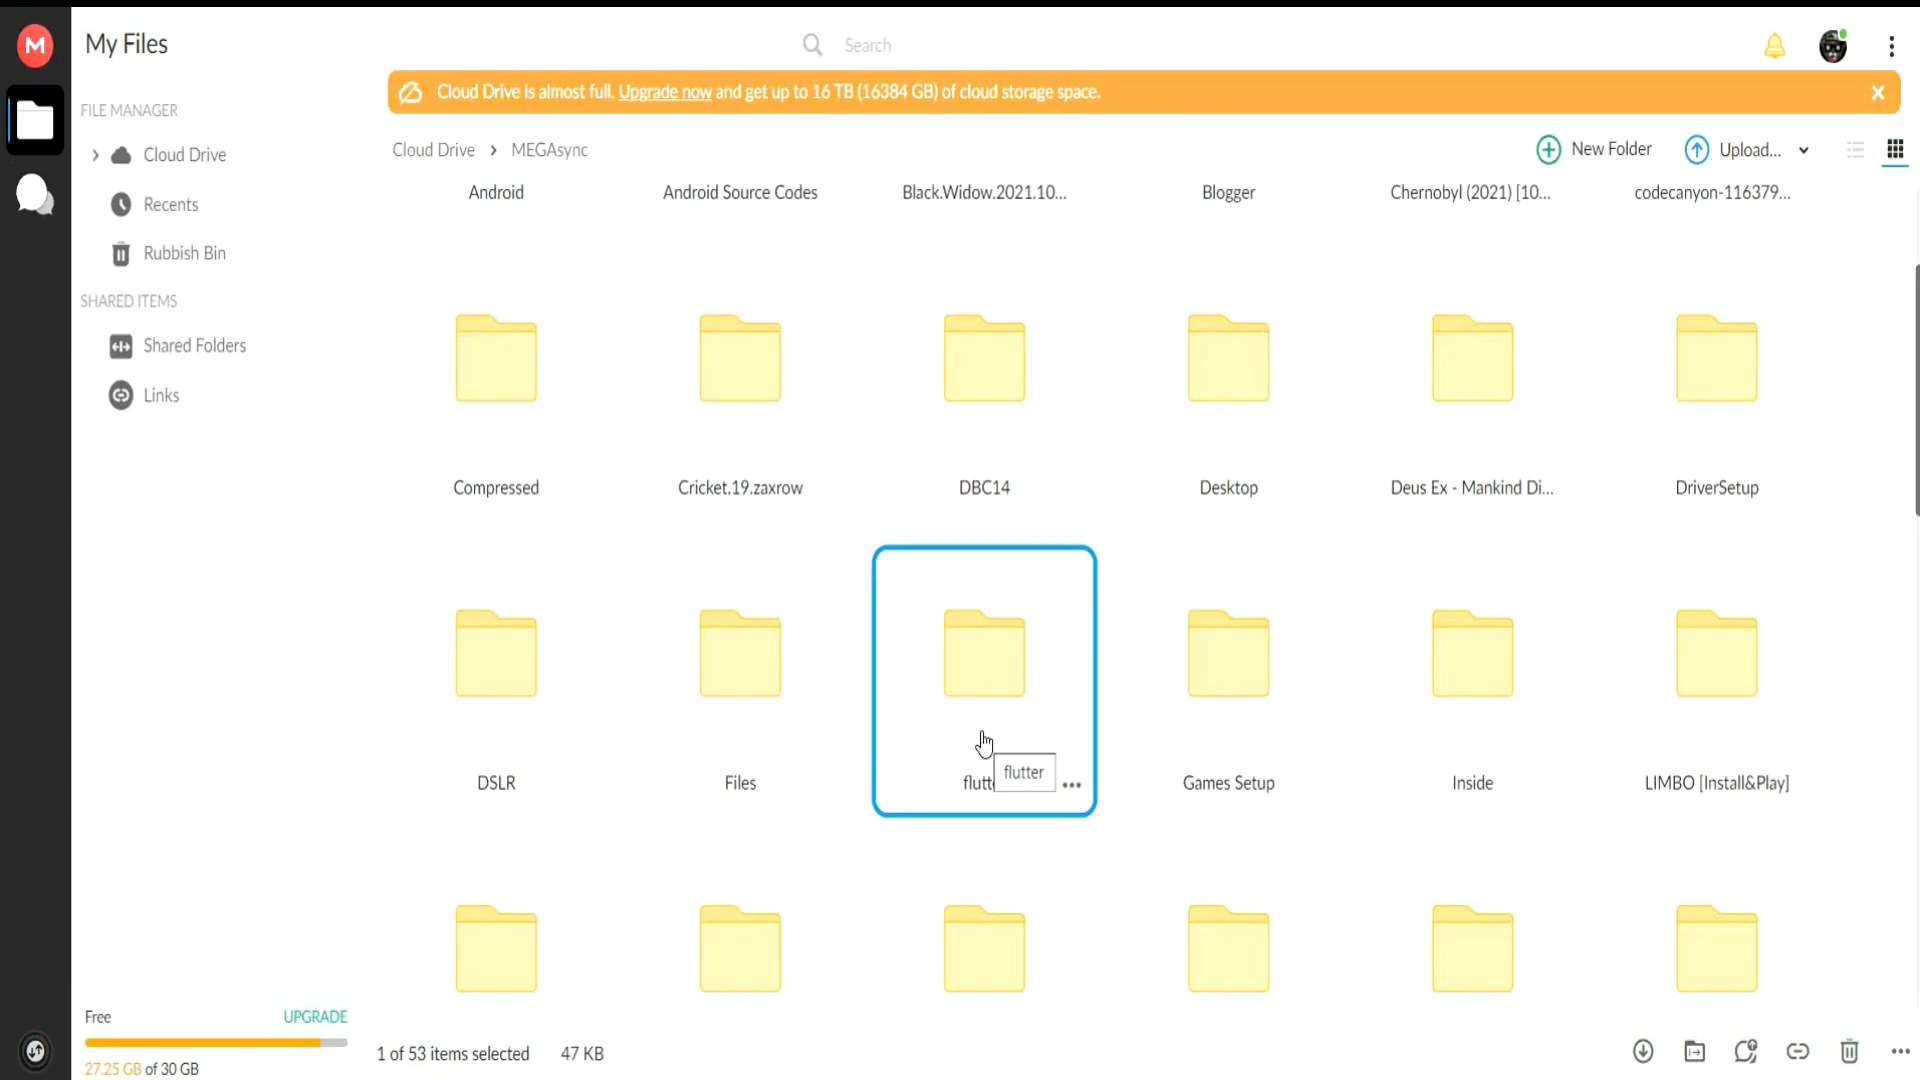 M
My Files
Search
Cloud Drive is almost full. Upgrade now and get up to 16 TB (16384 GB) of cloud storage space.
FILE MANAGER
Cloud Drive
Recents
Rubbish Bin
SHARED ITEMS
Shared Folders
Links
Cloud Drive > MEGAsync
New Folder
Upload...
Android
Android Source Codes
Black.Widow.2021.10...
Blogger
Chernobyl (2021) [10...
codecanyon-116379...
Compressed
Cricket.19.zaxrow
DBC14
Desktop
Deus Ex - Mankind Di...
DriverSetup
DSLR
Files
flutte
flutter
Games Setup
Inside
LIMBO [Install&Play]
Free
UPGRADE
27.25 GB of 30 GB
1 of 53 items selected
47 KB